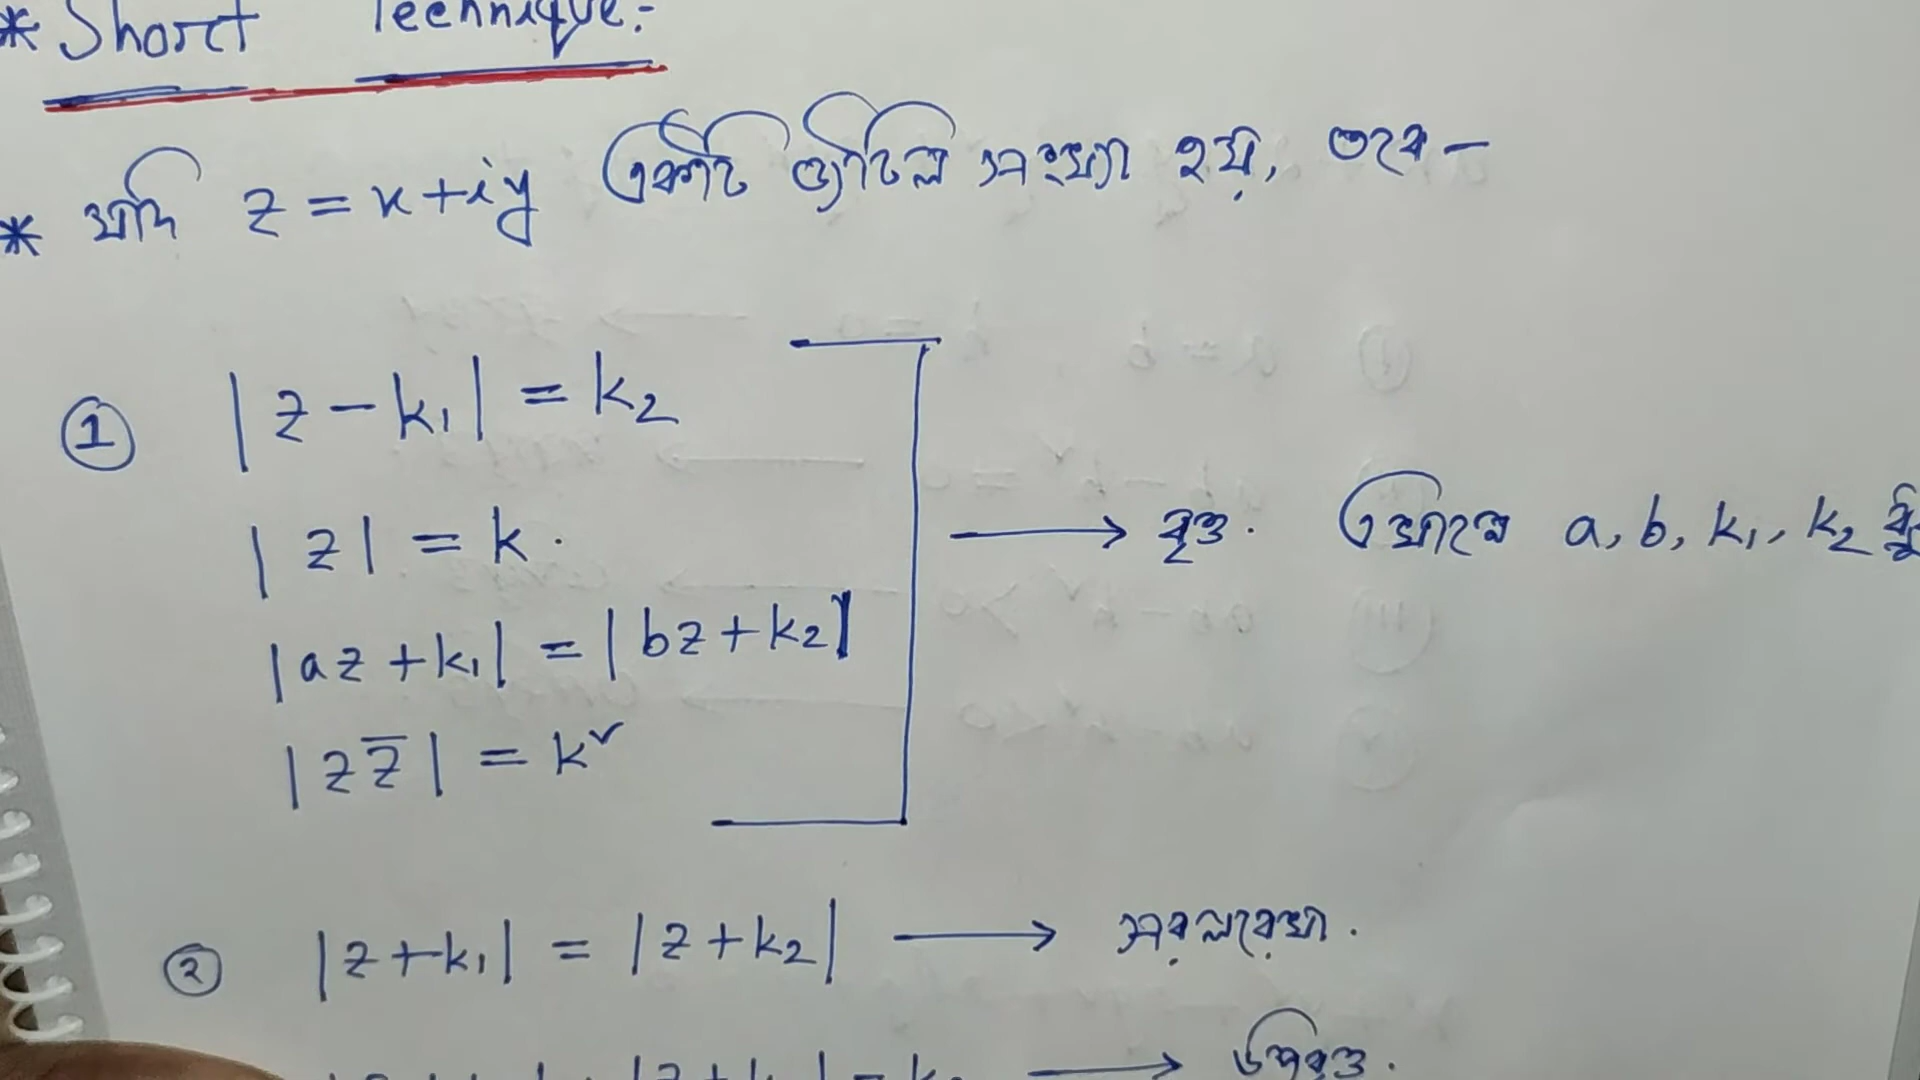 * Short Technique:-
* যদি z = x+iy একটি জটিল সংখ্যা হয়, তবে -
① |z - k₁| = k₂
|z| = k.
→ বৃত্ত. এখানে a, b, k₁, k₂
|az + k₁| = |bz + k₂|
|z z̅| = k²
② |z + k₁| = |z + k₂| → সরলরেখা.
→ উপবৃত্ত.